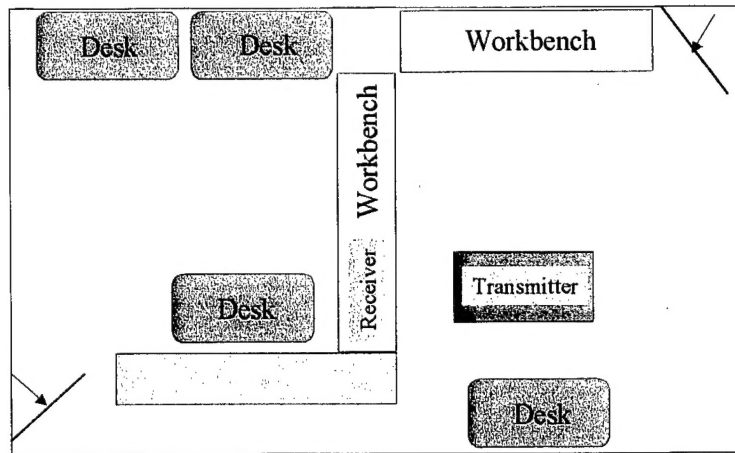 Desk
Desk
Workbench
Workbench
Receiver
Desk
Transmitter
Desk